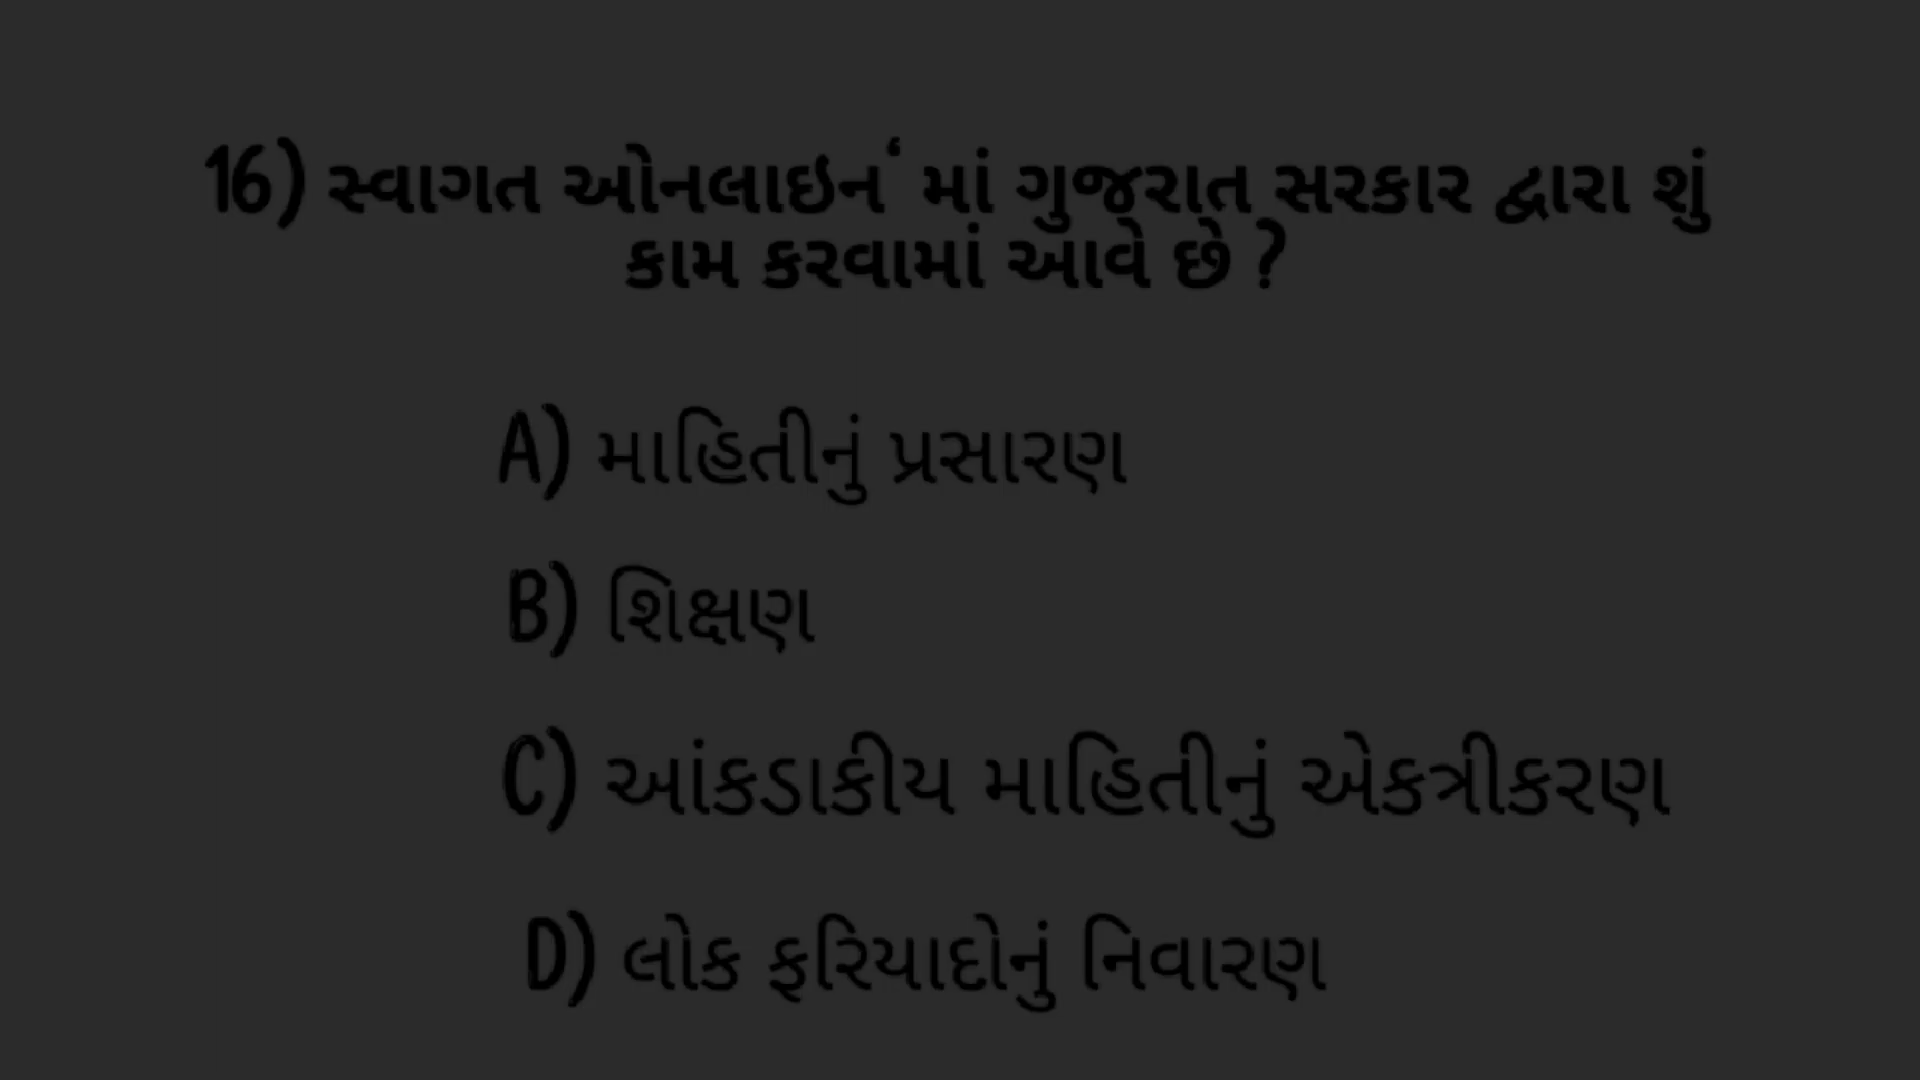 16) સ્વાગત ઓનલાઇન‘ માં ગુજરાત સરકાર દ્વારા શું
કામ કરવામાં આવે છે ?
A) માહિતીનું પ્રસારણ
B) શિક્ષણ
C) આંકડાકીય માહિતીનું એકત્રીકરણ
D) લોક ફરિયાદોનું નિવારણ